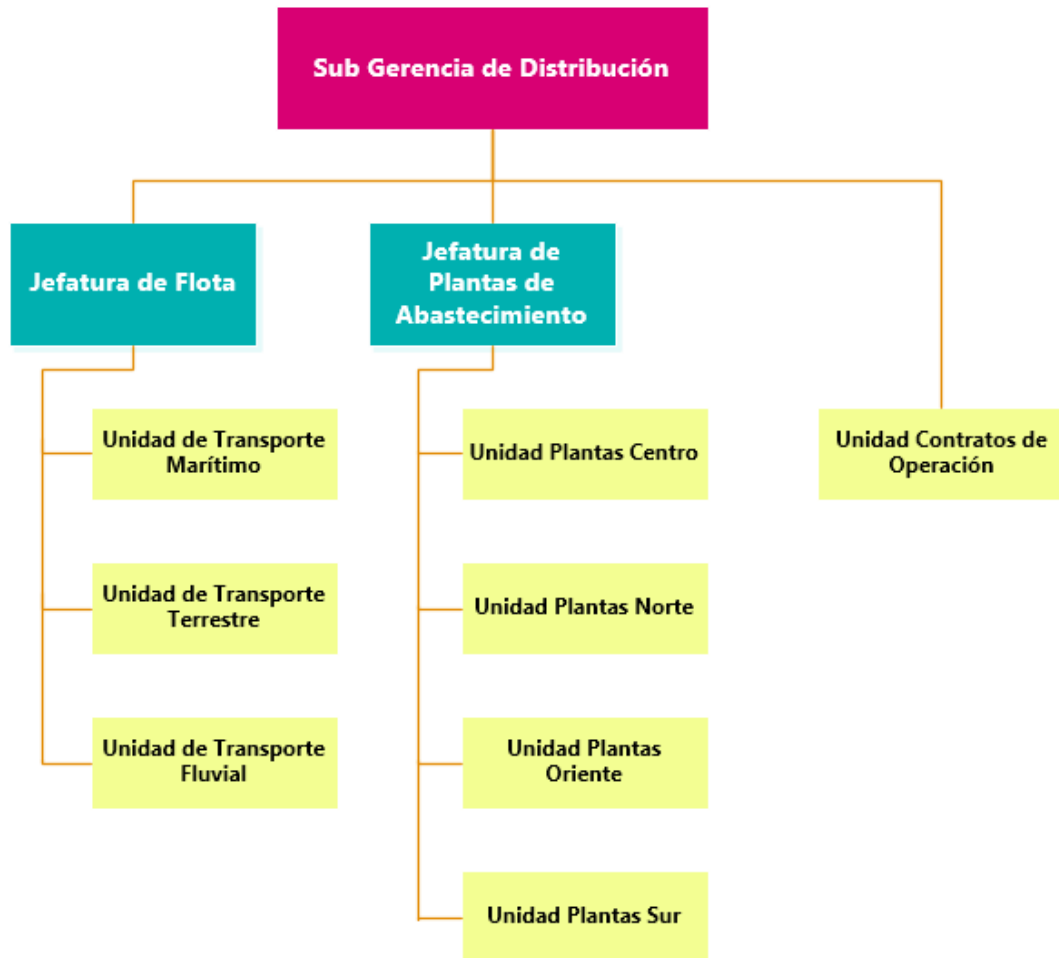 Sub Gerencia de Distribución
Jefatura de Flota
Jefatura de
Plantas de
Abastecimiento
Unidad de Transporte
Marítimo
Unidad Plantas Centro
Unidad Contratos de
Operación
Unidad de Transporte
Terrestre
Unidad Plantas Norte
Unidad de Transporte
Fluvial
Unidad Plantas
Oriente
Unidad Plantas Sur